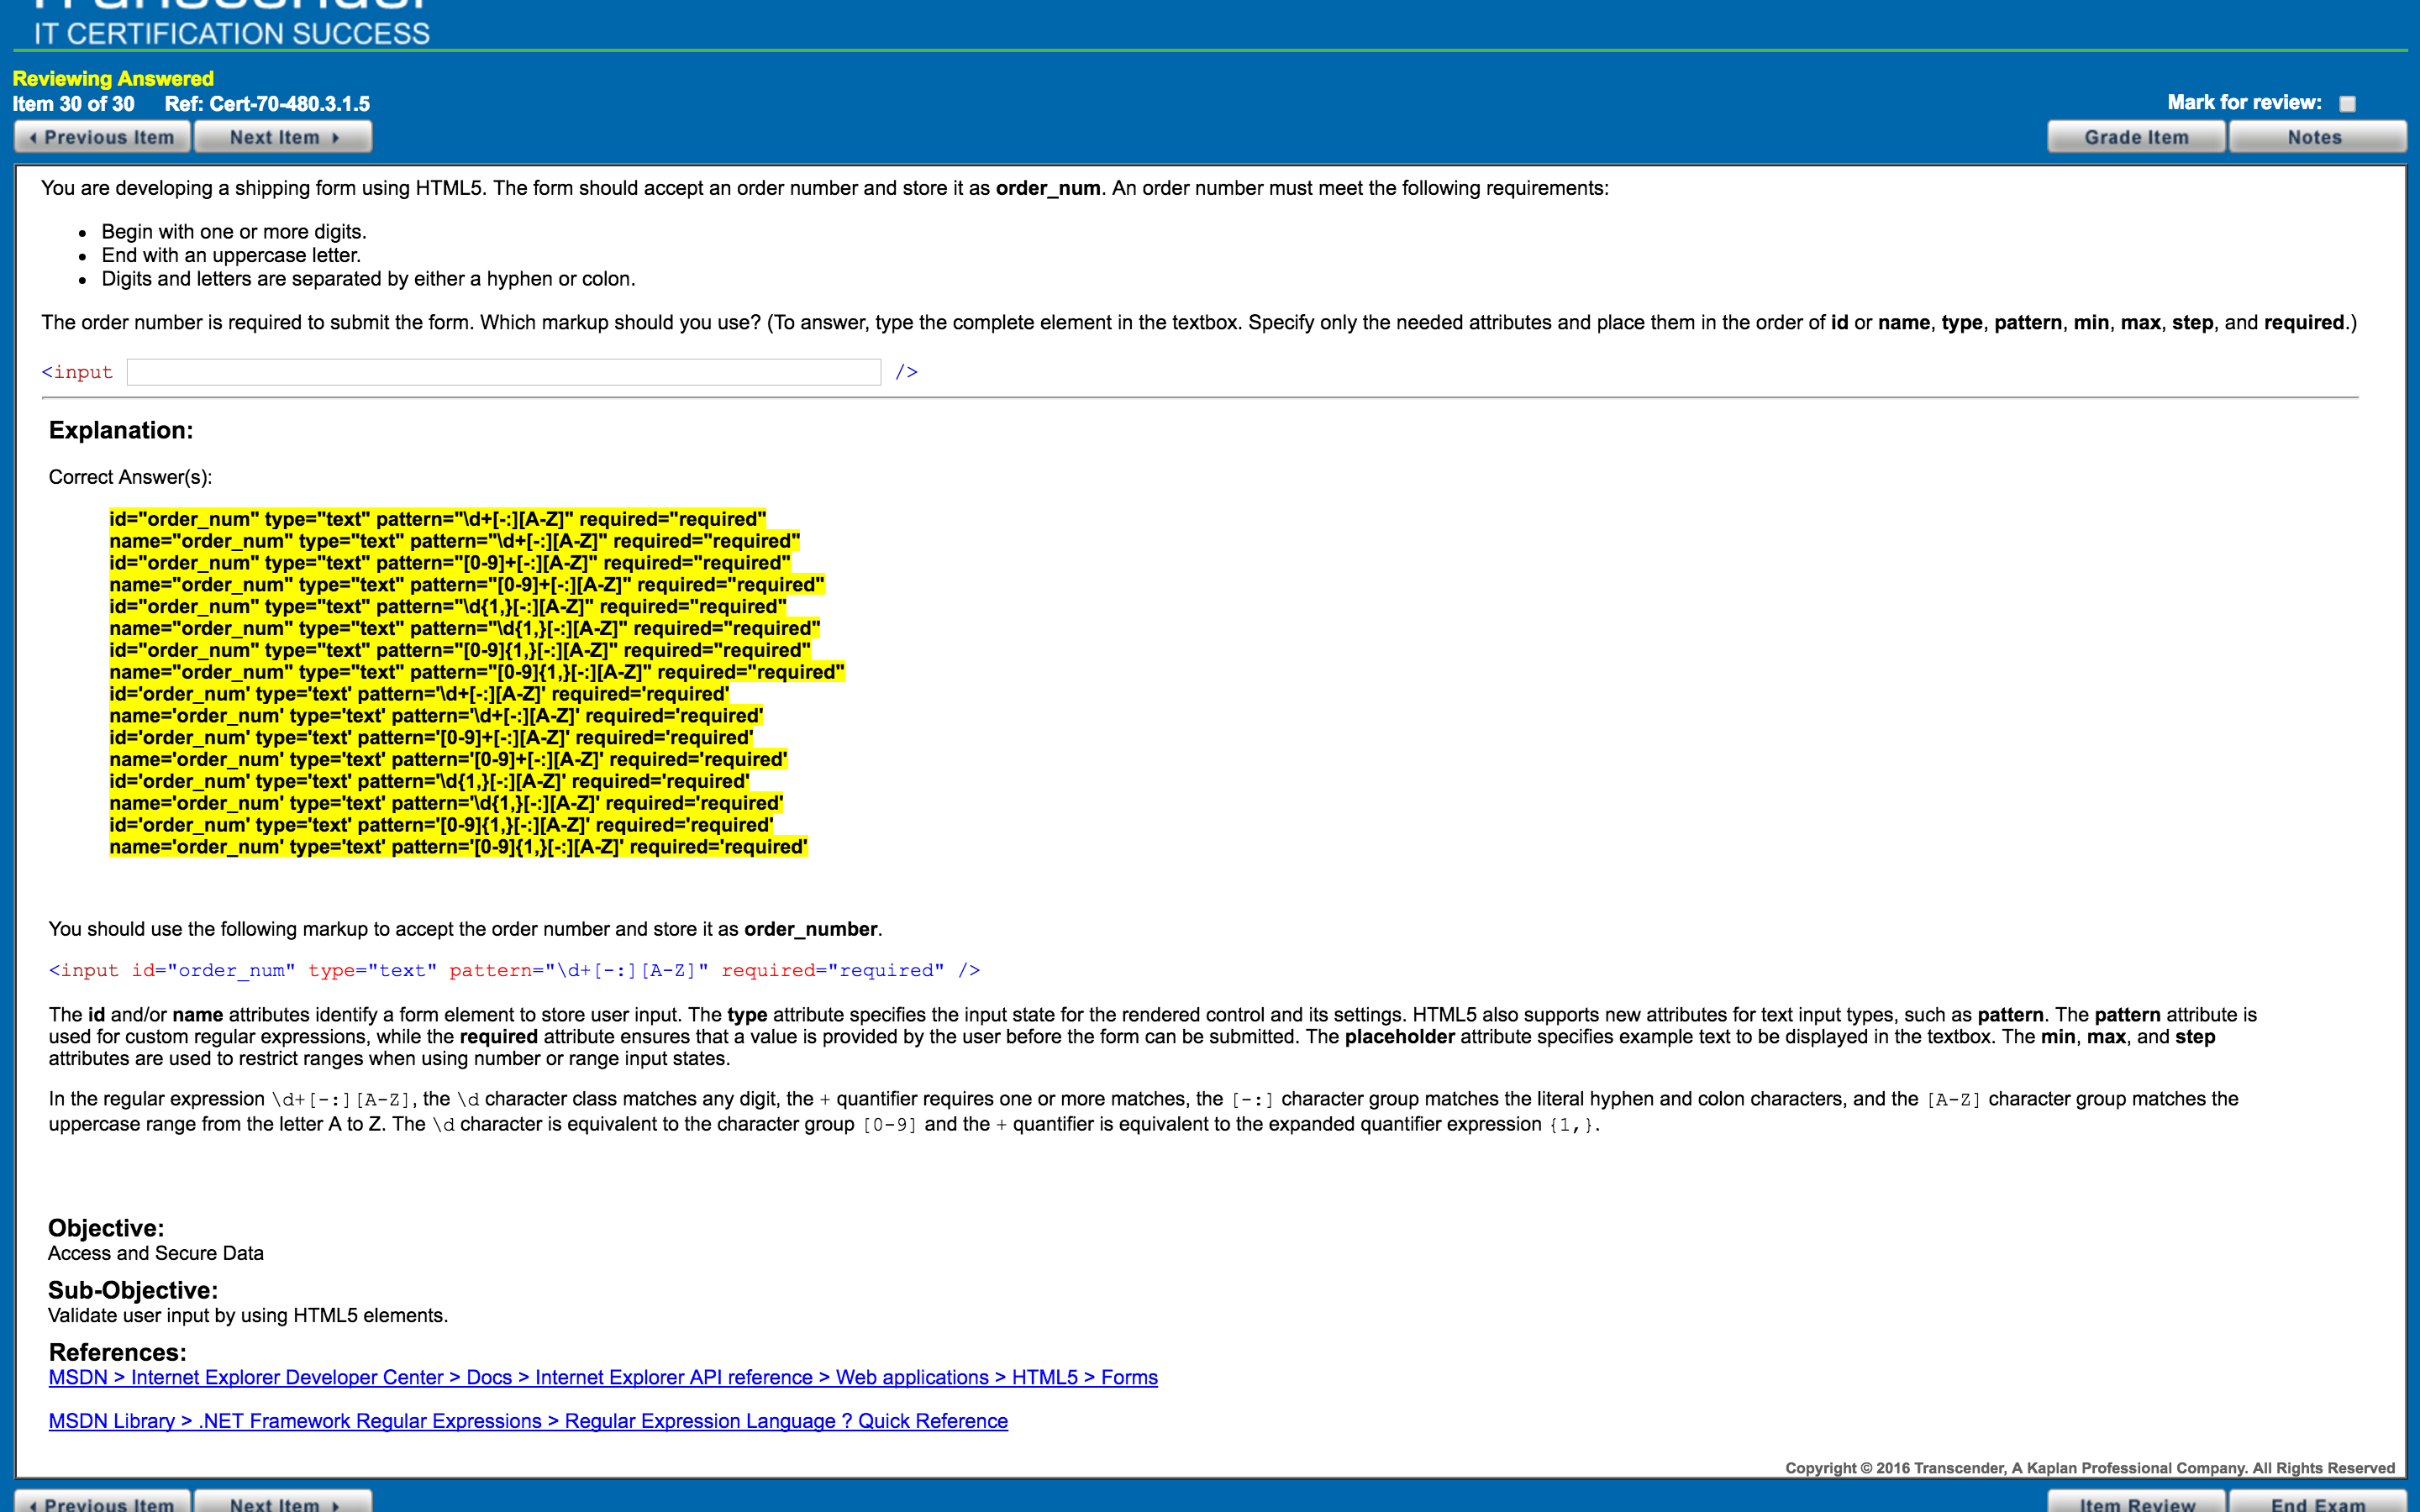 Transcender
IT CERTIFICATION SUCCESS
Reviewing Answered
Item 30 of 30 Ref: Cert-70-480.3.1.5
Mark for review:
Previous Item Next Item Grade Item Notes
You are developing a shipping form using HTML5. The form should accept an order number and store it as order_num. An order number must meet the following requirements:
• Begin with one or more digits.
• End with an uppercase letter.
• Digits and letters are separated by either a hyphen or colon.
The order number is required to submit the form. Which markup should you use? (To answer, type the complete element in the textbox. Specify only the needed attributes and place them in the order of id or name, type, pattern, min, max, step, and required.)
<input />
Explanation:
Correct Answer(s):
id="order_num" type="text" pattern="\d+[-:][A-Z]" required="required"
name="order_num" type="text" pattern="\d+[-:][A-Z]" required="required"
id="order_num" type="text" pattern="[0-9]+[-:][A-Z]" required="required"
name="order_num" type="text" pattern="[0-9]+[-:][A-Z]" required="required"
id="order_num" type="text" pattern="\d{1,}[-:][A-Z]" required="required"
name="order_num" type="text" pattern="\d{1,}[-:][A-Z]" required="required"
id="order_num" type="text" pattern="[0-9]{1,}[-:][A-Z]" required="required"
name="order_num" type="text" pattern="[0-9]{1,}[-:][A-Z]" required="required"
id='order_num' type='text' pattern='\d+[-:][A-Z]' required='required'
name='order_num' type='text' pattern='\d+[-:][A-Z]' required='required'
id='order_num' type='text' pattern='[0-9]+[-:][A-Z]' required='required'
name='order_num' type='text' pattern='[0-9]+[-:][A-Z]' required='required'
id='order_num' type='text' pattern='\d{1,}[-:][A-Z]' required='required'
name='order_num' type='text' pattern='\d{1,}[-:][A-Z]' required='required'
id='order_num' type='text' pattern='[0-9]{1,}[-:][A-Z]' required='required'
name='order_num' type='text' pattern='[0-9]{1,}[-:][A-Z]' required='required'
You should use the following markup to accept the order number and store it as order_number.
<input id="order_num" type="text" pattern="\d+[-:][A-Z]" required="required" />
The id and/or name attributes identify a form element to store user input. The type attribute specifies the input state for the rendered control and its settings. HTML5 also supports new attributes for text input types, such as pattern. The pattern attribute is
used for custom regular expressions, while the required attribute ensures that a value is provided by the user before the form can be submitted. The placeholder attribute specifies example text to be displayed in the textbox. The min, max, and step
attributes are used to restrict ranges when using number or range input states.
In the regular expression \d+[-:][A-Z], the \d character class matches any digit, the + quantifier requires one or more matches, the [-:] character group matches the literal hyphen and colon characters, and the [A-Z] character group matches the
uppercase range from the letter A to Z. The \d character is equivalent to the character group [0-9] and the + quantifier is equivalent to the expanded quantifier expression {1,}.
Objective:
Access and Secure Data
Sub-Objective:
Validate user input by using HTML5 elements.
References:
MSDN > Internet Explorer Developer Center > Docs > Internet Explorer API reference > Web applications > HTML5 > Forms
MSDN Library > .NET Framework Regular Expressions > Regular Expression Language ? Quick Reference
Copyright © 2016 Transcender, A Kaplan Professional Company. All Rights Reserved
Previous Item Next Item Item Review End Exam